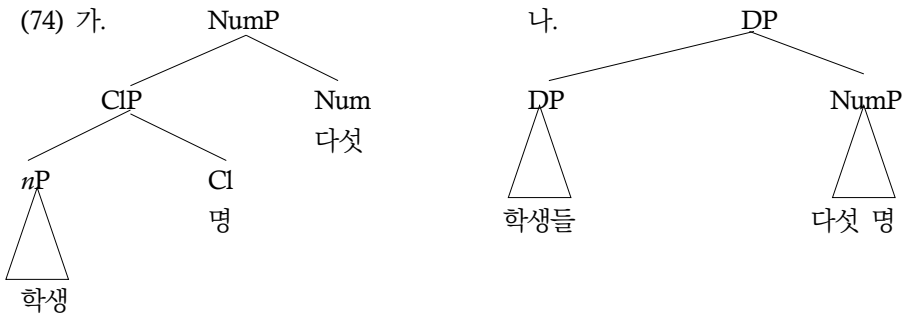 (74) 가. NumP 나. DP
ClP Num DP NumP
다섯
nP Cl 학생들 다섯 명
명
학생